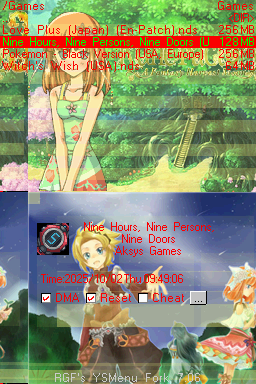 /Games
Games
DIR
Love Plus (Japan) (En-Patch).nds
256MB
Nine Hours, Nine Persons, Nine Doors (U
128MB
Pokemon - Black Version (USA, Europe)
256MB
Witch's Wish (USA).nds
64MB
Nine Hours, Nine Persons,
Nine Doors
Aksys Games
Time:2025/10/02Thu.09:49:06
DMA
Reset
Cheat
...
RGF's YSMenu Fork 7.06